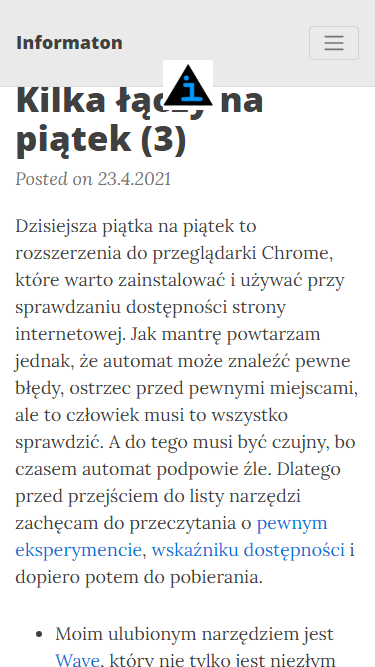 Informaton
Kilka łączy na
piątek (3)
Posted on 23.4.2021
Dzisiejsza piątka na piątek to
rozszerzenia do przeglądarki Chrome,
które warto zainstalować i używać przy
sprawdzaniu dostępności strony
internetowej. Jak mantrę powtarzam
jednak, że automat może znaleźć pewne
błędy, ostrzec przed pewnymi miejscami,
ale to człowiek musi to wszystko
sprawdzić. A do tego musi być czujny, bo
czasem automat podpowie źle. Dlatego
przed przejściem do listy narzędzi
zachęcam do przeczytania o pewnym
eksperymencie, wskaźniku dostępności i
dopiero potem do pobierania.
• Moim ulubionym narzędziem jest
Wave, który nie tylko jest niezłym